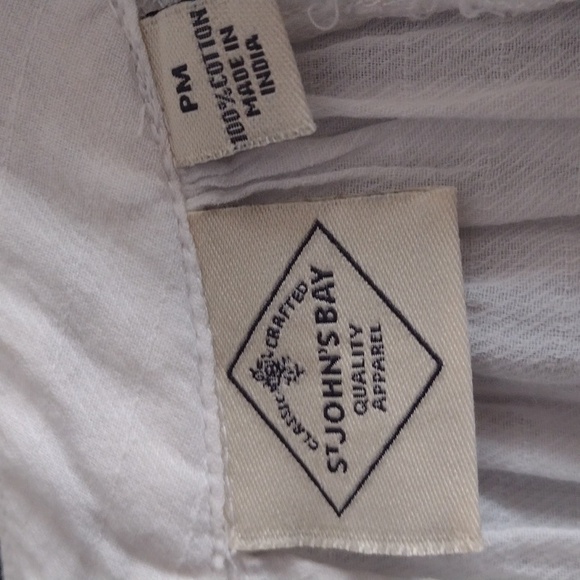 PM
100% COTTON
MADE IN
INDIA
CLASSIC CRAFTED
ST JOHN'S BAY
QUALITY
APPAREL